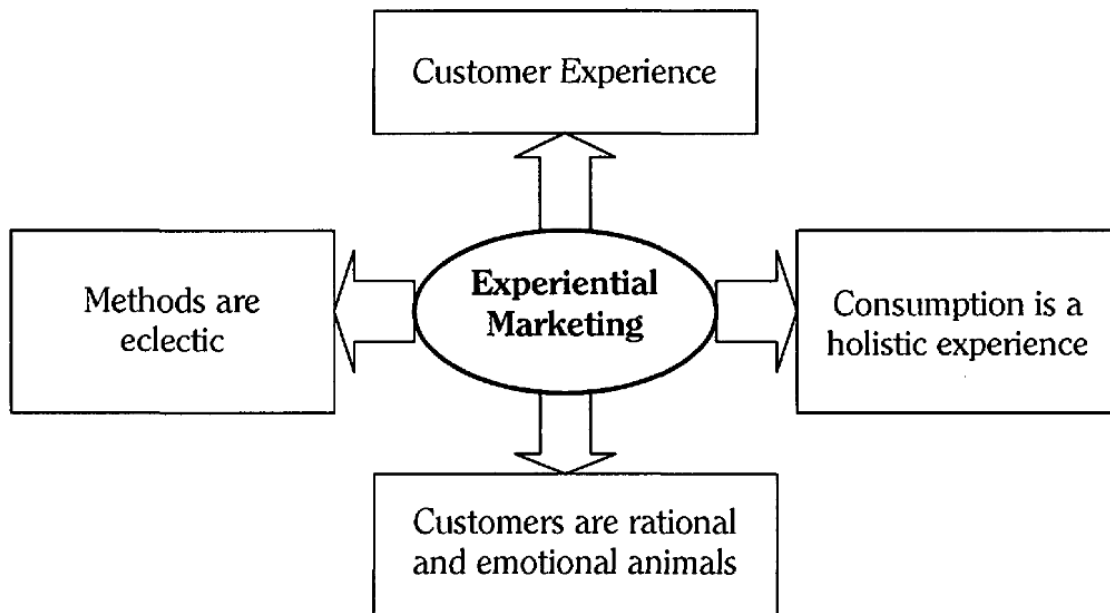 Customer Experience
Methods are
eclectic
Experiential
Marketing
Consumption is a
holistic experience
Customers are rational
and emotional animals